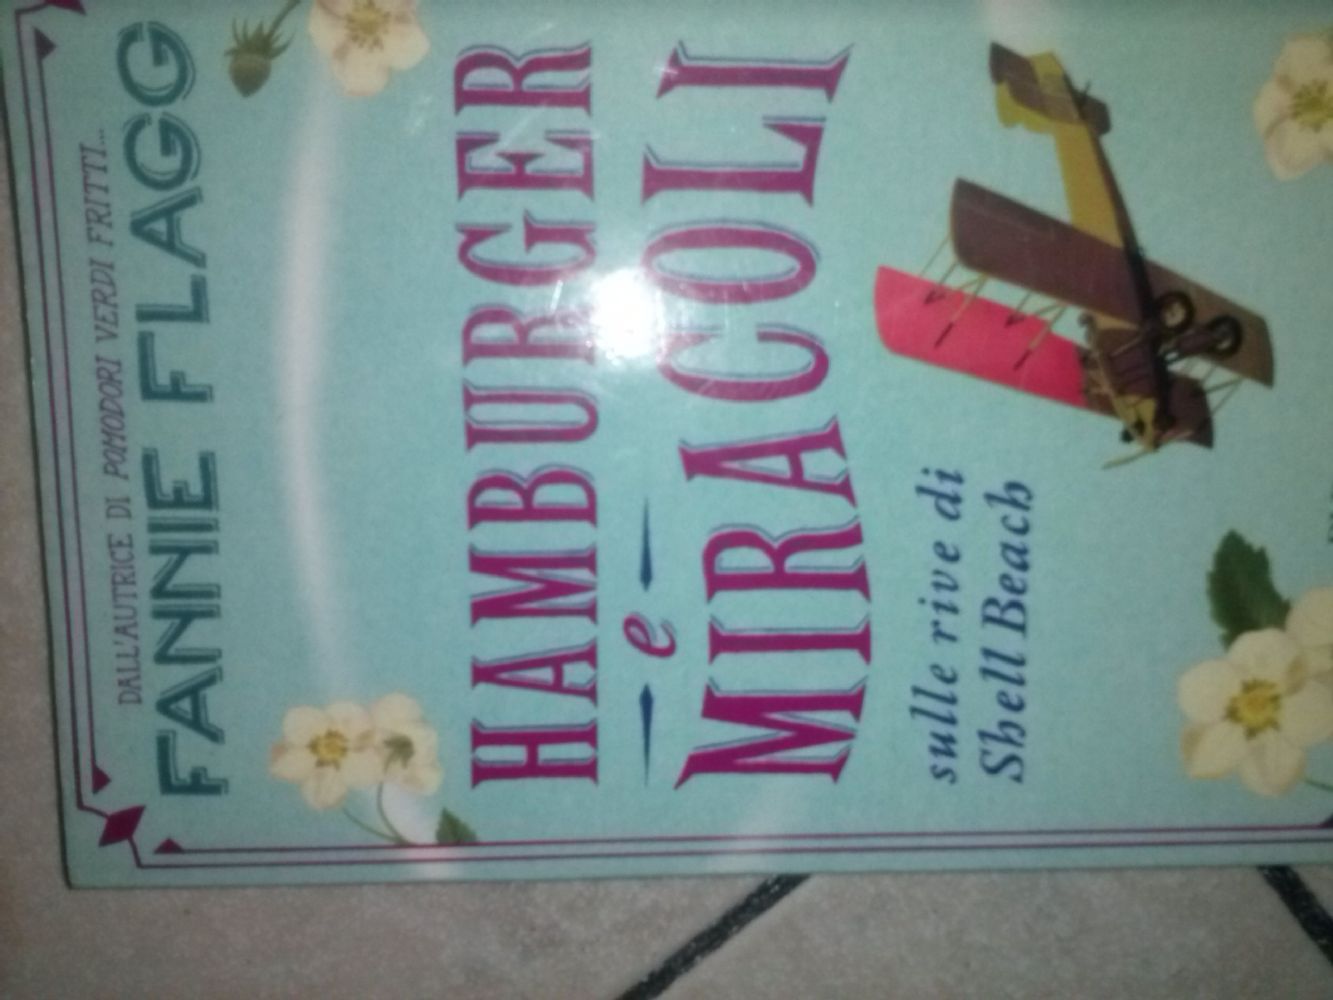 DALL'AUTRICE DI POMODORI VERDI FRITTI...
FANNIE FLAGG
HAMBURGER
e
MIRACOLI
sulle rive di
Shell Beach